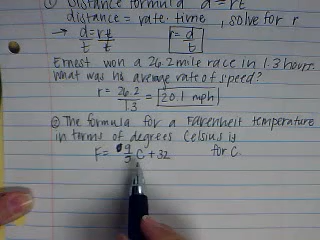 ① Distance formula d = rt
distance = rate · time , solve for r
→ d/t = rt/t r = d/t
Ernest won a 26.2 mile race in 1.3 hours.
What was his average rate of speed?
r = 26.2/1.3 = 20.1 mph
② The formula for a Farenheit temperature
in terms of degrees Celsius is
F = 9/5 C + 32 for C.